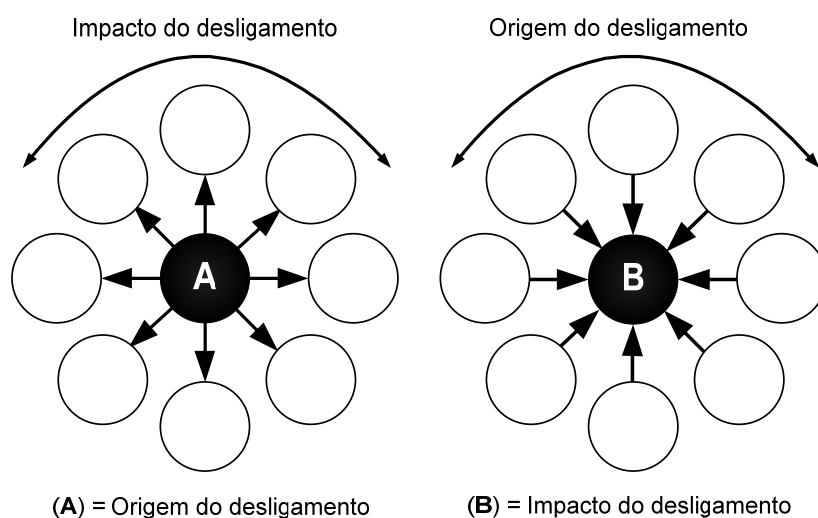 Impacto do desligamento
Origem do desligamento
A
B
(A) = Origem do desligamento
(B) = Impacto do desligamento